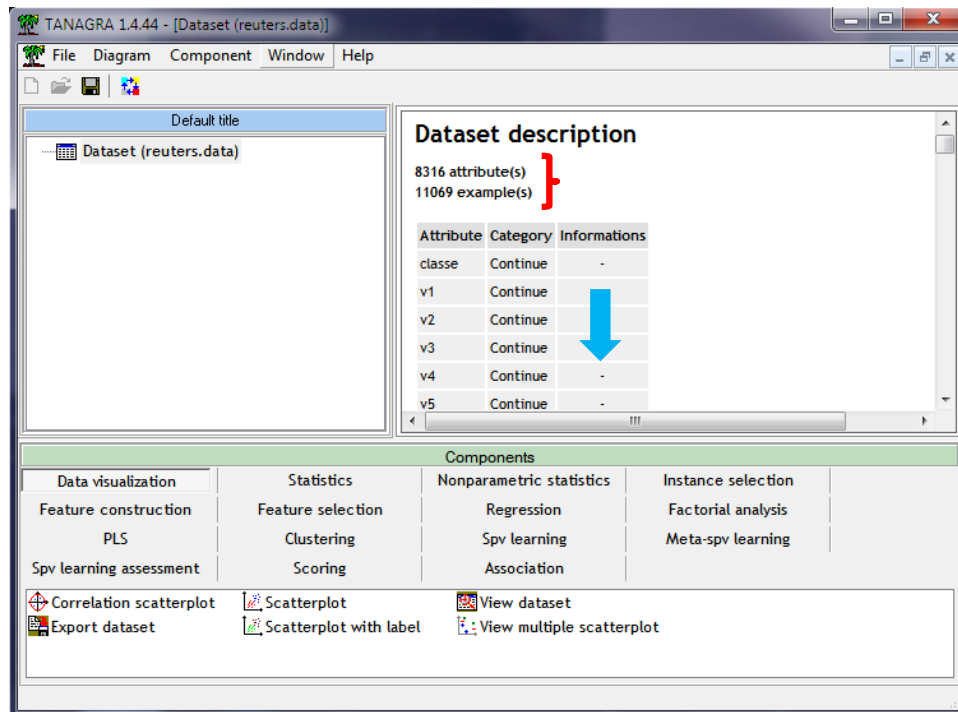 TANAGRA 1.4.44 - [Dataset (reuters.data)]
File Diagram Component Window Help
Default title
Dataset (reuters.data)
Dataset description
8316 attribute(s)
11069 example(s)
Attribute Category Informations
classe Continue -
v1 Continue
v2 Continue
v3 Continue
v4 Continue -
v5 Continue -
Components
Data visualization Statistics Nonparametric statistics Instance selection
Feature construction Feature selection Regression Factorial analysis
PLS Clustering Spv learning Meta-spv learning
Spv learning assessment Scoring Association
Correlation scatterplot Scatterplot View dataset
Export dataset Scatterplot with label View multiple scatterplot